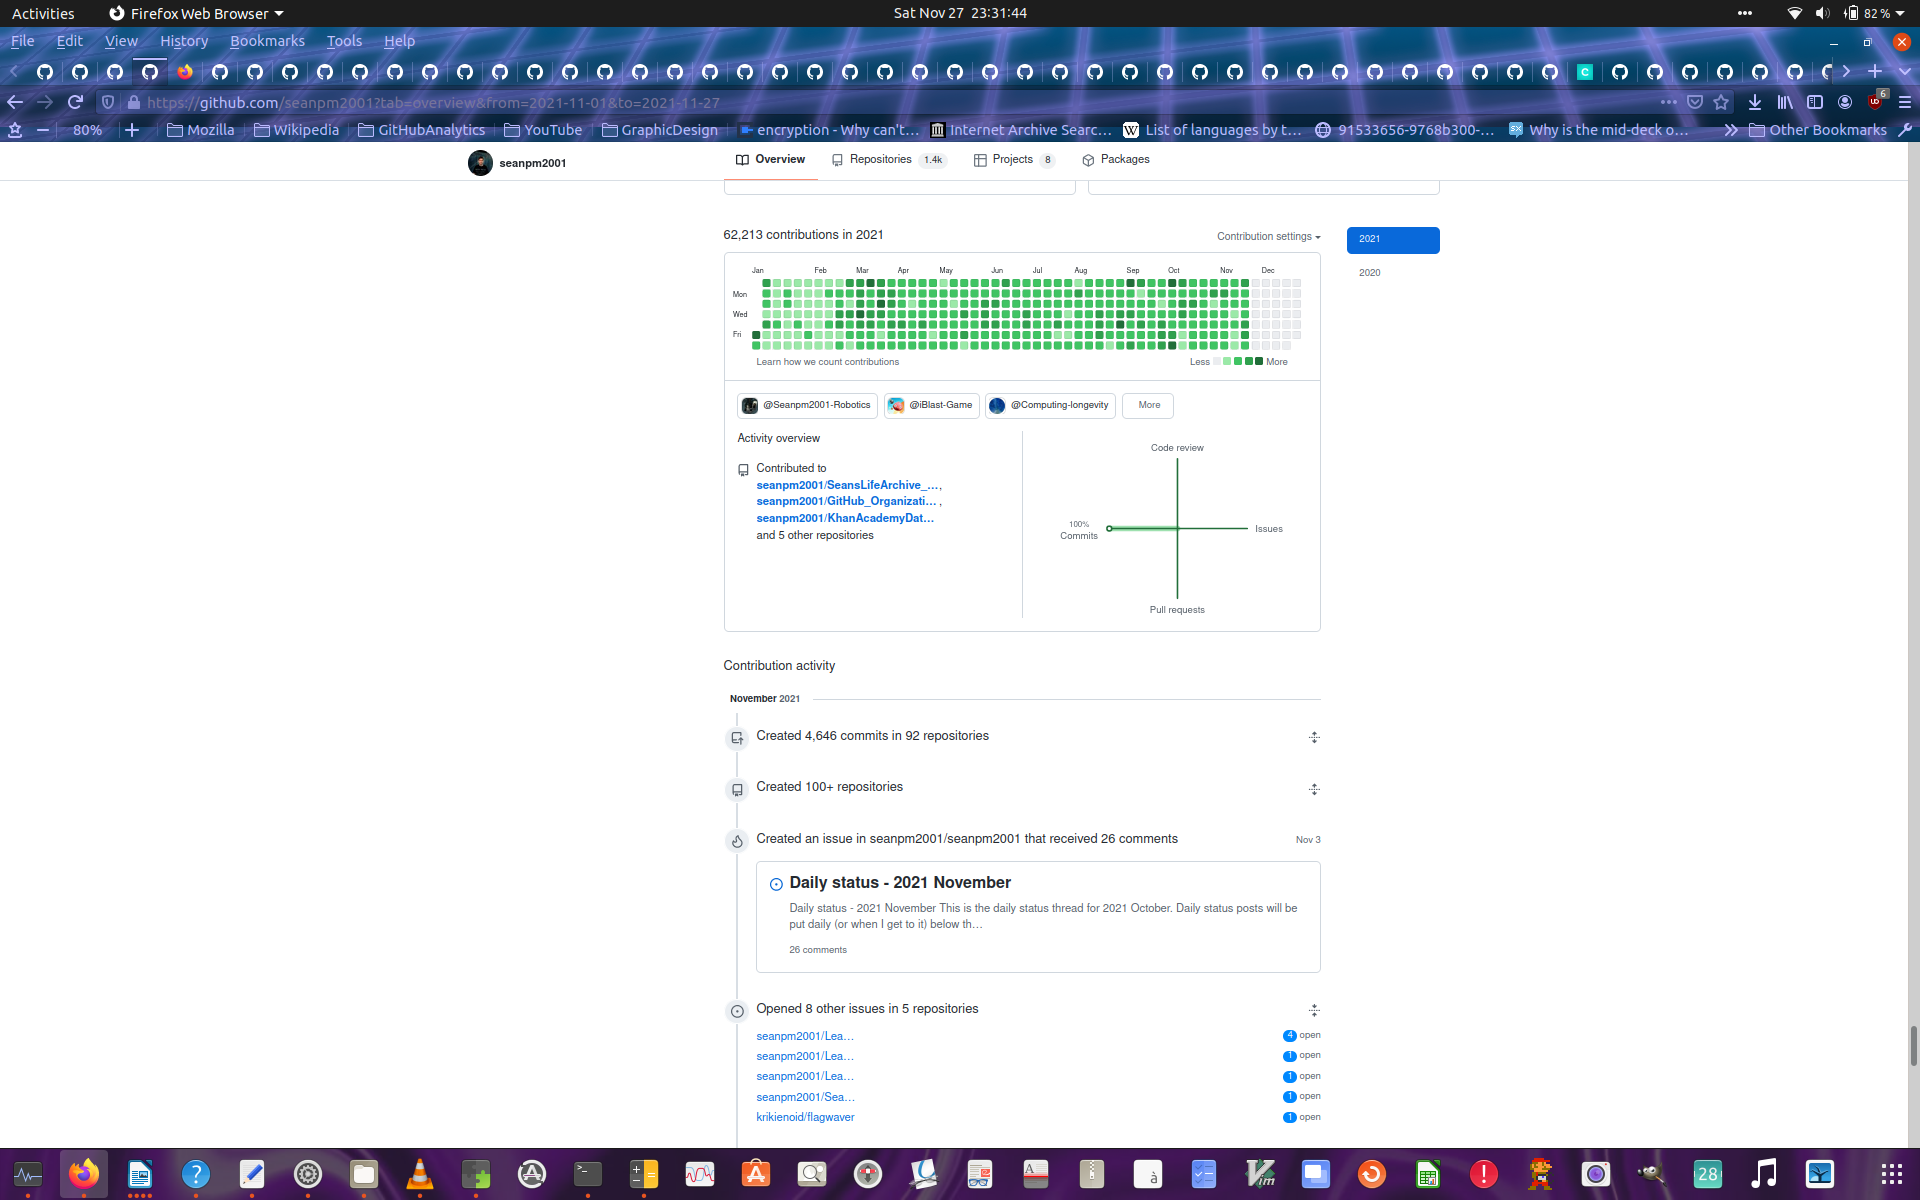 Activities
Firefox Web Browser
Sat Nov 27 23:31:44
82 %
File Edit View History Bookmarks Tools Help
https://github.com/seanpm2001?tab=overview&from=2021-11-01&to=2021-11-27
6
80%
Mozilla
Wikipedia
GitHubAnalytics
YouTube
GraphicDesign
encryption - Why can't…
Internet Archive Searc…
List of languages by t…
91533656-9768b300-…
Why is the mid-deck o…
Other Bookmarks
seanpm2001
Overview
Repositories 1.4k
Projects 8
Packages
62,213 contributions in 2021
Contribution settings
2021
2020
Jan Feb Mar Apr May Jun Jul Aug Sep Oct Nov Dec
Mon
Wed
Fri
Learn how we count contributions
Less
More
@Seanpm2001-Robotics
@iBlast-Game
@Computing-longevity
More
Activity overview
Contributed to
seanpm2001/SeansLifeArchive_… ,
seanpm2001/GitHub_Organizati… ,
seanpm2001/KhanAcademyDat…
and 5 other repositories
Code review
100%
Commits
Issues
Pull requests
Contribution activity
November 2021
Created 4,646 commits in 92 repositories
Created 100+ repositories
Created an issue in seanpm2001/seanpm2001 that received 26 comments
Nov 3
Daily status - 2021 November
Daily status - 2021 November This is the daily status thread for 2021 October. Daily status posts will be
put daily (or when I get to it) below th…
26 comments
Opened 8 other issues in 5 repositories
seanpm2001/Lea…
4 open
seanpm2001/Lea…
1 open
seanpm2001/Lea…
1 open
seanpm2001/Sea…
1 open
krikienoid/flagwaver
1 open
28